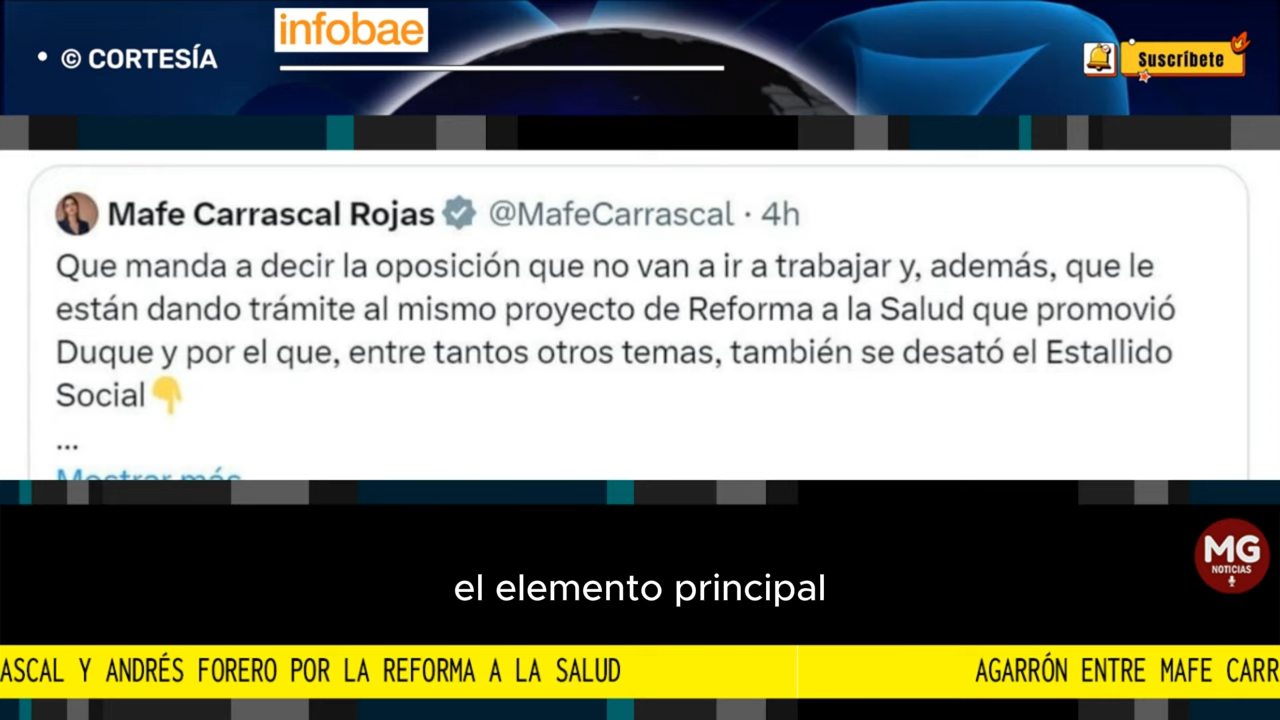 infobae
• © CORTESÍA
Suscríbete
Mafe Carrascal Rojas @MafeCarrascal · 4h
Que manda a decir la oposición que no van a ir a trabajar y, además, que le
están dando trámite al mismo proyecto de Reforma a la Salud que promovió
Duque y por el que, entre tantos otros temas, también se desató el Estallido
Social👇
...
Mostrar más
MG
NOTICIAS
el elemento principal
ASCAL Y ANDRÉS FORERO POR LA REFORMA A LA SALUD
AGARRÓN ENTRE MAFE CARR